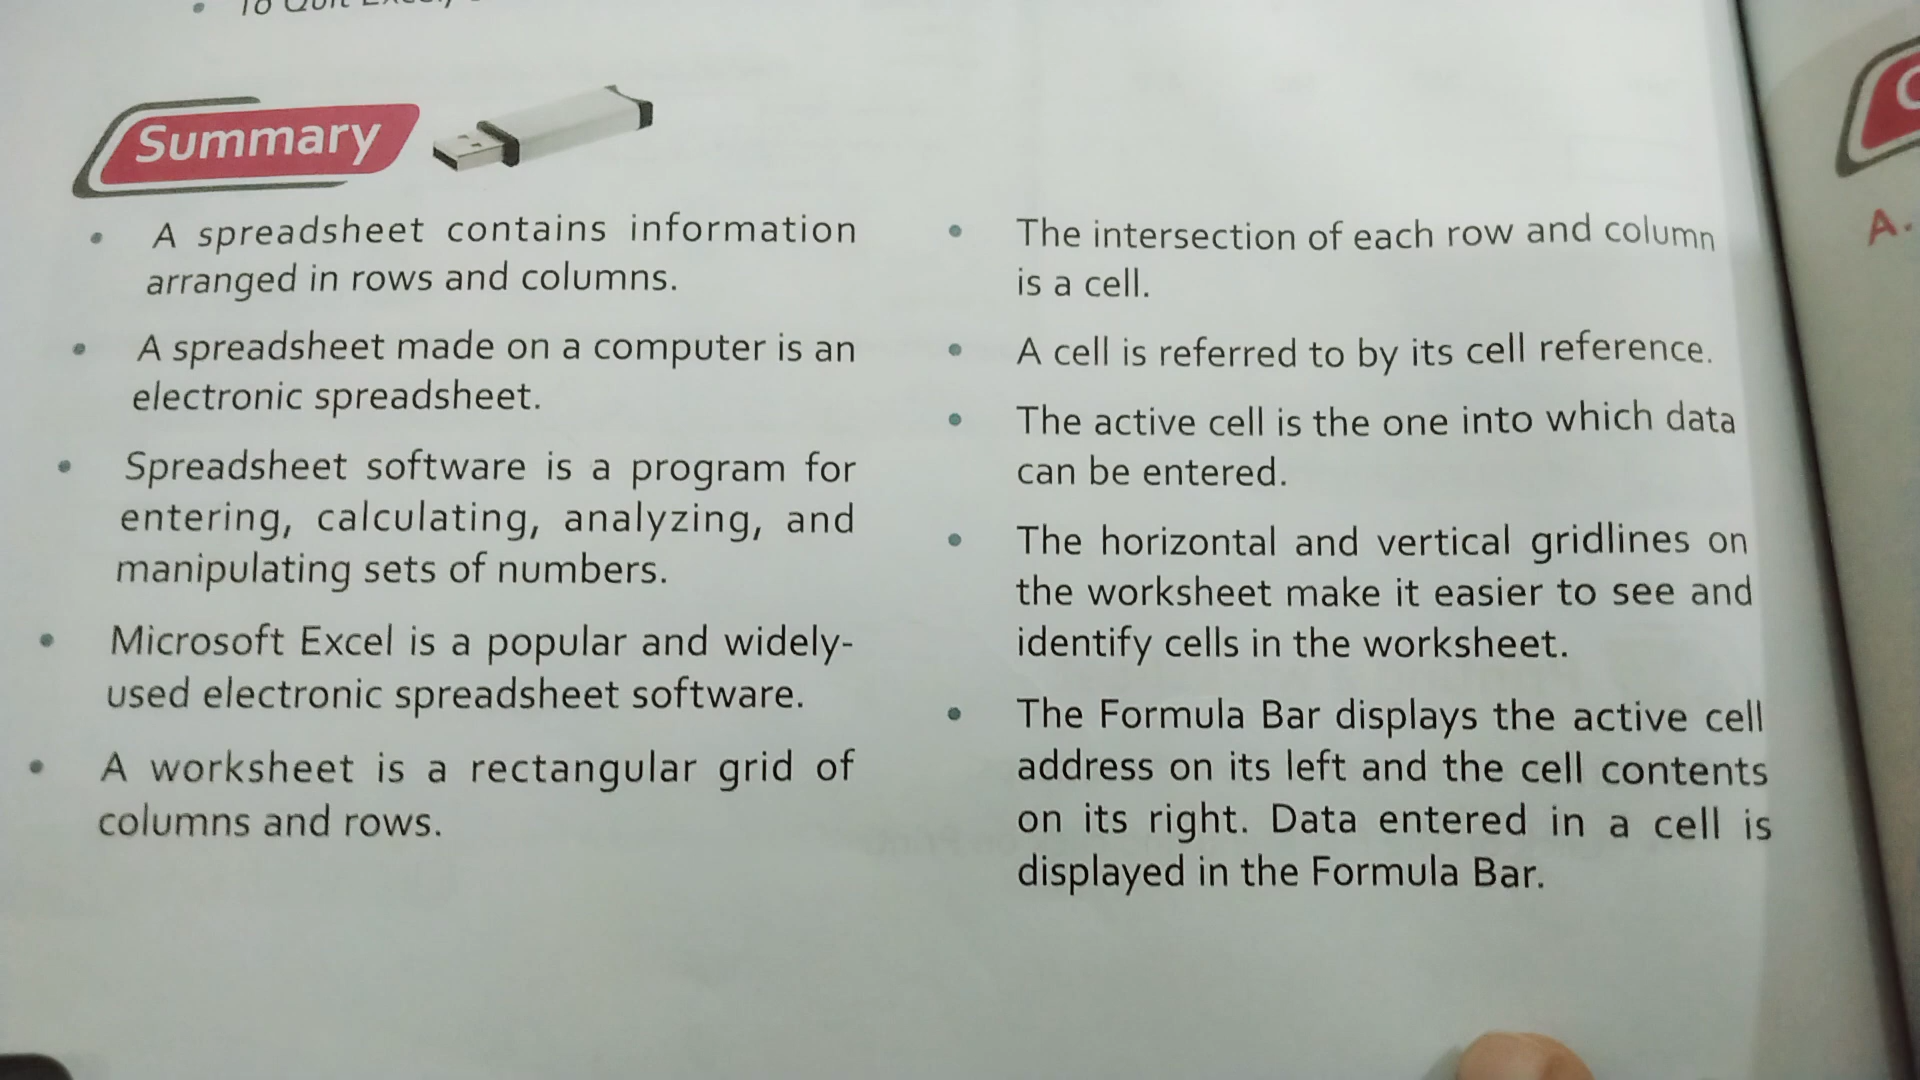 To Quit Excel,
Summary
• A spreadsheet contains information
arranged in rows and columns.
• A spreadsheet made on a computer is an
electronic spreadsheet.
• Spreadsheet software is a program for
entering, calculating, analyzing, and
manipulating sets of numbers.
• Microsoft Excel is a popular and widely-
used electronic spreadsheet software.
• A worksheet is a rectangular grid of
columns and rows.
• The intersection of each row and column
is a cell.
• A cell is referred to by its cell reference.
• The active cell is the one into which data
can be entered.
• The horizontal and vertical gridlines on
the worksheet make it easier to see and
identify cells in the worksheet.
• The Formula Bar displays the active cell
address on its left and the cell contents
on its right. Data entered in a cell is
displayed in the Formula Bar.
A.